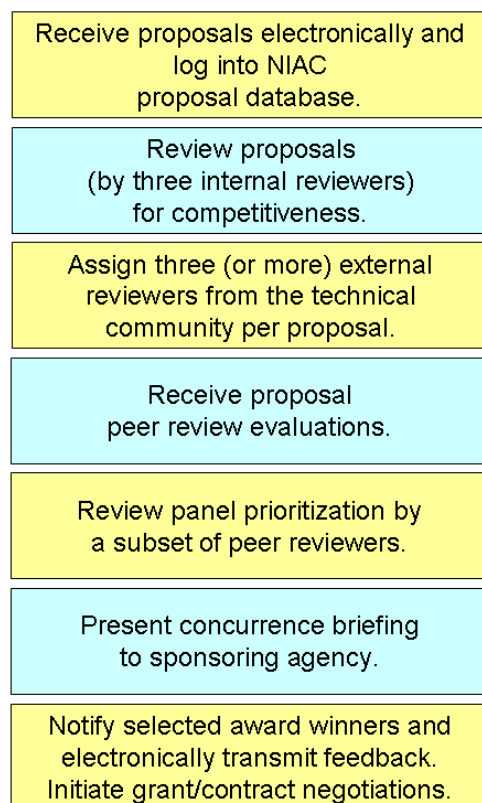 Receive proposals electronically and
log into NIAC
proposal database.
Review proposals
(by three internal reviewers)
for competitiveness.
Assign three (or more) external
reviewers from the technical
community per proposal.
Receive proposal
peer review evaluations.
Review panel prioritization by
a subset of peer reviewers.
Present concurrence briefing
to sponsoring agency.
Notify selected award winners and
electronically transmit feedback.
Initiate grant/contract negotiations.